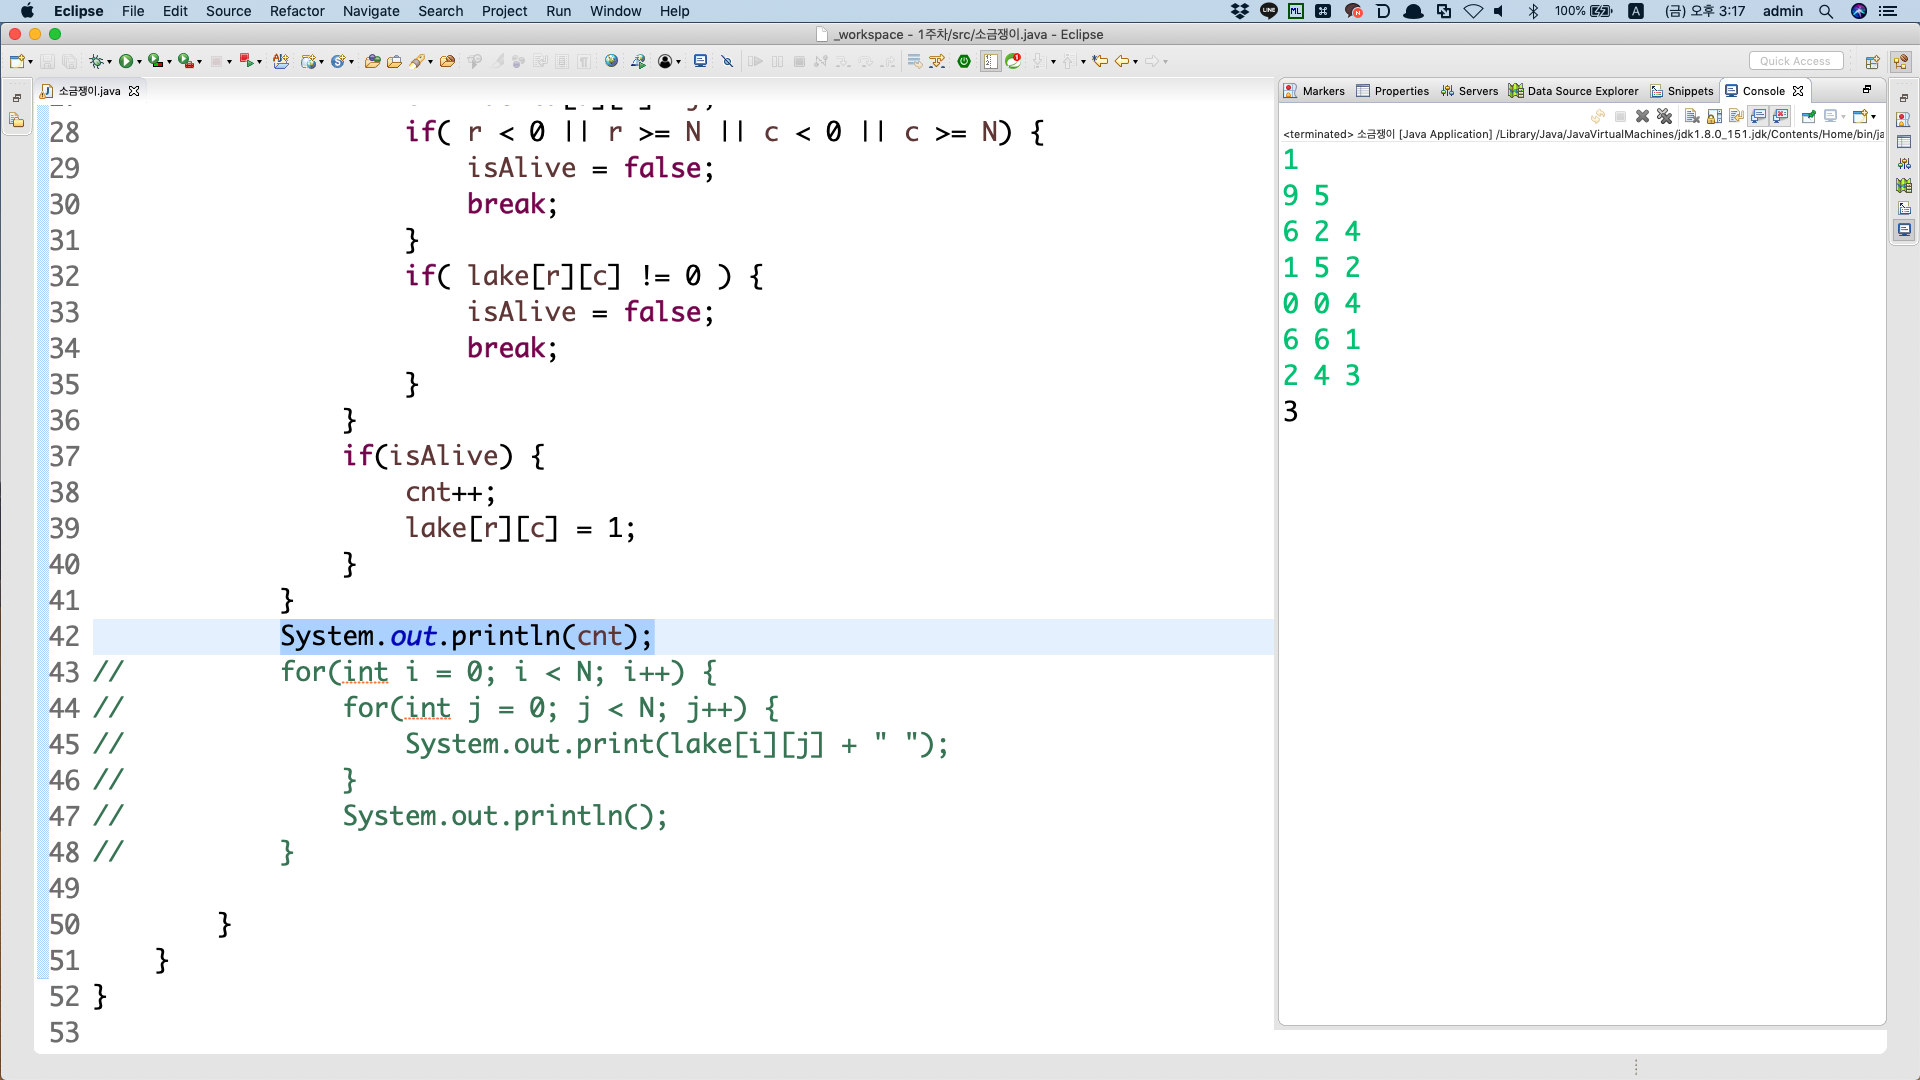 Eclipse File Edit Source Refactor Navigate Search Project Run Window Help
100% A (금) 오후 3:17 admin
_workspace - 1주차/src/소금쟁이.java - Eclipse
Quick Access
소금쟁이.java
Markers Properties Servers Data Source Explorer Snippets Console
<terminated> 소금쟁이 [Java Application] /Library/Java/JavaVirtualMachines/jdk1.8.0_151.jdk/Contents/Home/bin/ja
28 if( r < 0 || r >= N || c < 0 || c >= N) {
29 isAlive = false;
30 break;
31 }
32 if( lake[r][c] != 0 ) {
33 isAlive = false;
34 break;
35 }
36 }
37 if(isAlive) {
38 cnt++;
39 lake[r][c] = 1;
40 }
41 }
42 System.out.println(cnt);
43 // for(int i = 0; i < N; i++) {
44 // for(int j = 0; j < N; j++) {
45 // System.out.print(lake[i][j] + " ");
46 // }
47 // System.out.println();
48 // }
49
50 }
51 }
52 }
53
1
9 5
6 2 4
1 5 2
0 0 4
6 6 1
2 4 3
3